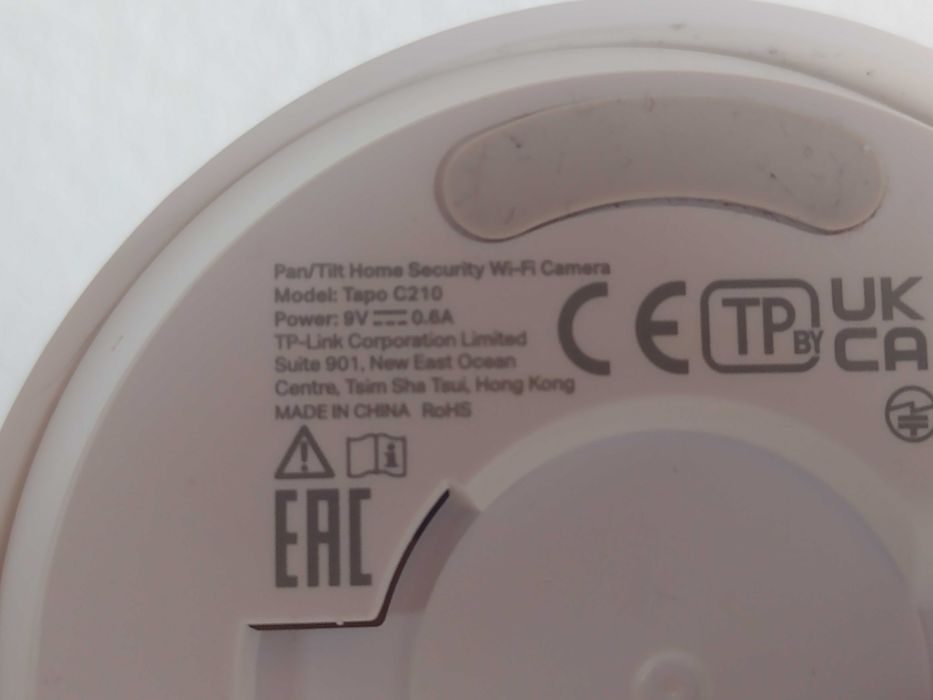 Pan/Tilt Home Security Wi-Fi Camera
Model: Tapo C210
Power: 9V ⎓ 0.6A
TP-Link Corporation Limited
Suite 901, New East Ocean
Centre, Tsim Sha Tsui, Hong Kong
MADE IN CHINA RoHS
CE TP BY UK
CA
i
EAC